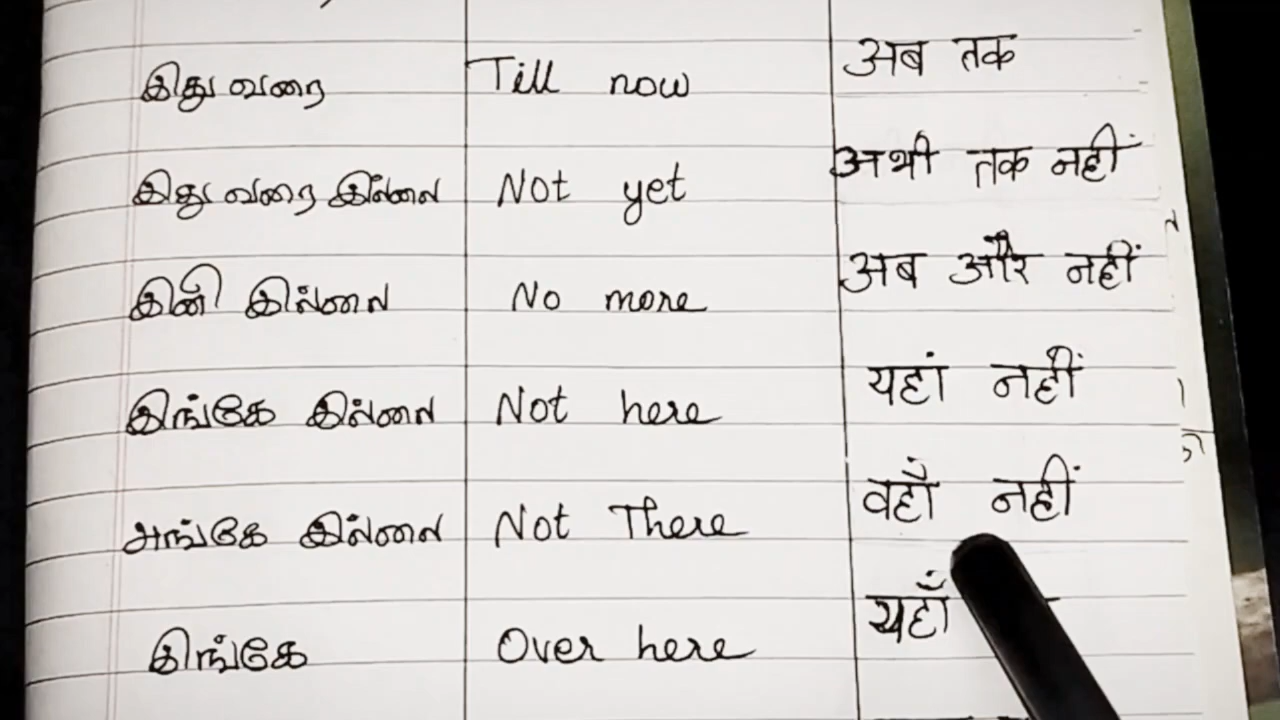 இது வரை Till now अब तक
இது வரை இல்லை Not yet अभी तक नहीं
இனி இல்லை No more अब और नहीं
இங்கே இல்லை Not here यहां नहीं
அங்கே இல்லை Not There वहाँ नहीं
இங்கே Over here यहाँ